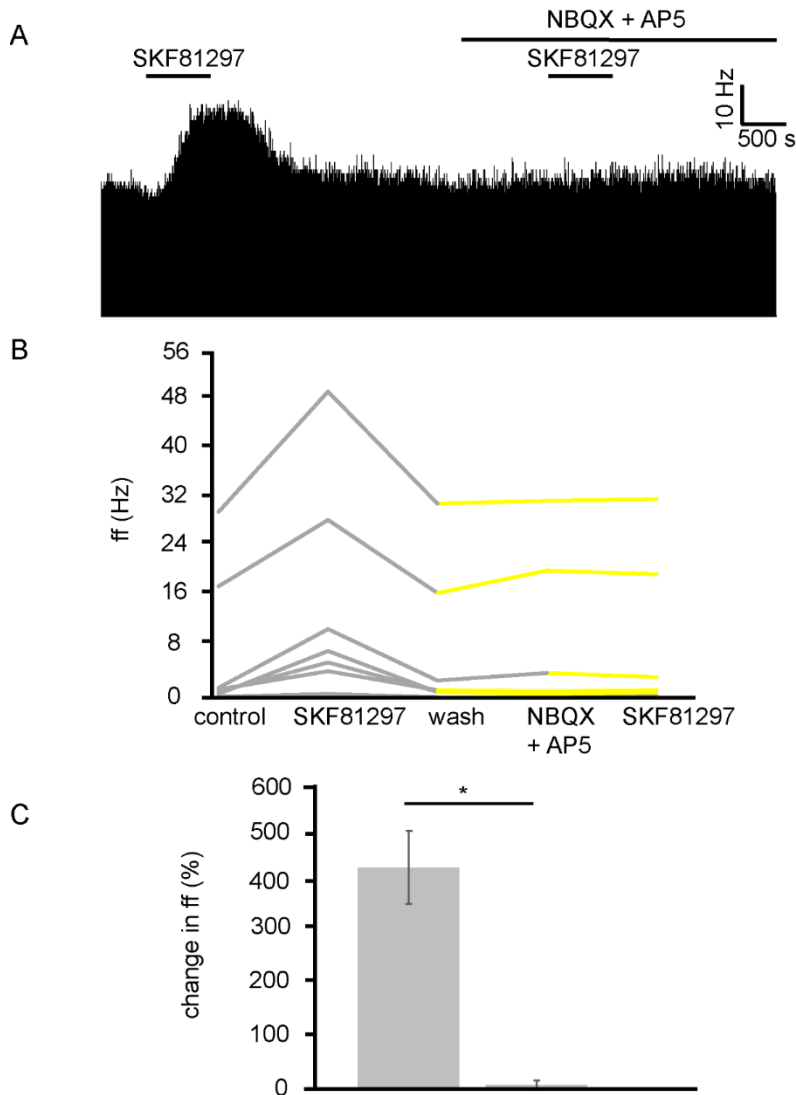 A
NBQX + AP5
SKF81297
SKF81297
10 Hz
500 s
B
56
48
40
32
24
16
8
0
ff (Hz)
control
SKF81297
wash
NBQX
+ AP5
SKF81297
C
600
500
400
300
200
100
0
change in ff (%)
*